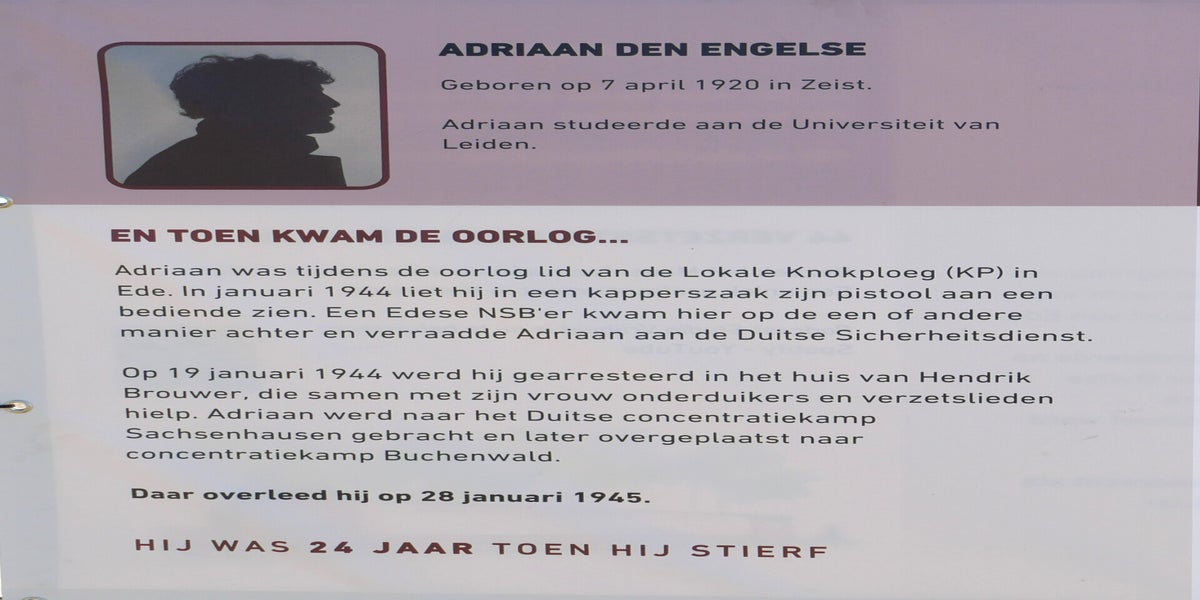 ADRIAAN DEN ENGELSE
Geboren op 7 april 1920 in Zeist.
Adriaan studeerde aan de Universiteit van
Leiden.
EN TOEN KWAM DE OORLOG...
Adriaan was tijdens de oorlog lid van de Lokale Knokploeg (KP) in
Ede. In januari 1944 liet hij in een kapperszaak zijn pistool aan een
bediende zien. Een Edese NSB'er kwam hier op de een of andere
manier achter en verraadde Adriaan aan de Duitse Sicherheitsdienst.
Op 19 januari 1944 werd hij gearresteerd in het huis van Hendrik
Brouwer, die samen met zijn vrouw onderduikers en verzetslieden
hielp. Adriaan werd naar het Duitse concentratiekamp
Sachsenhausen gebracht en later overgeplaatst naar
concentratiekamp Buchenwald.
Daar overleed hij op 28 januari 1945.
HIJ WAS 24 JAAR TOEN HIJ STIERF